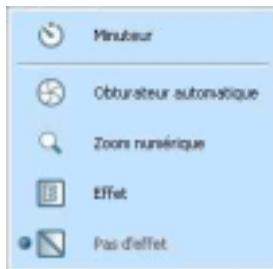 Minuteur
Obturateur automatique
Zoom numérique
Effet
Pas d'effet